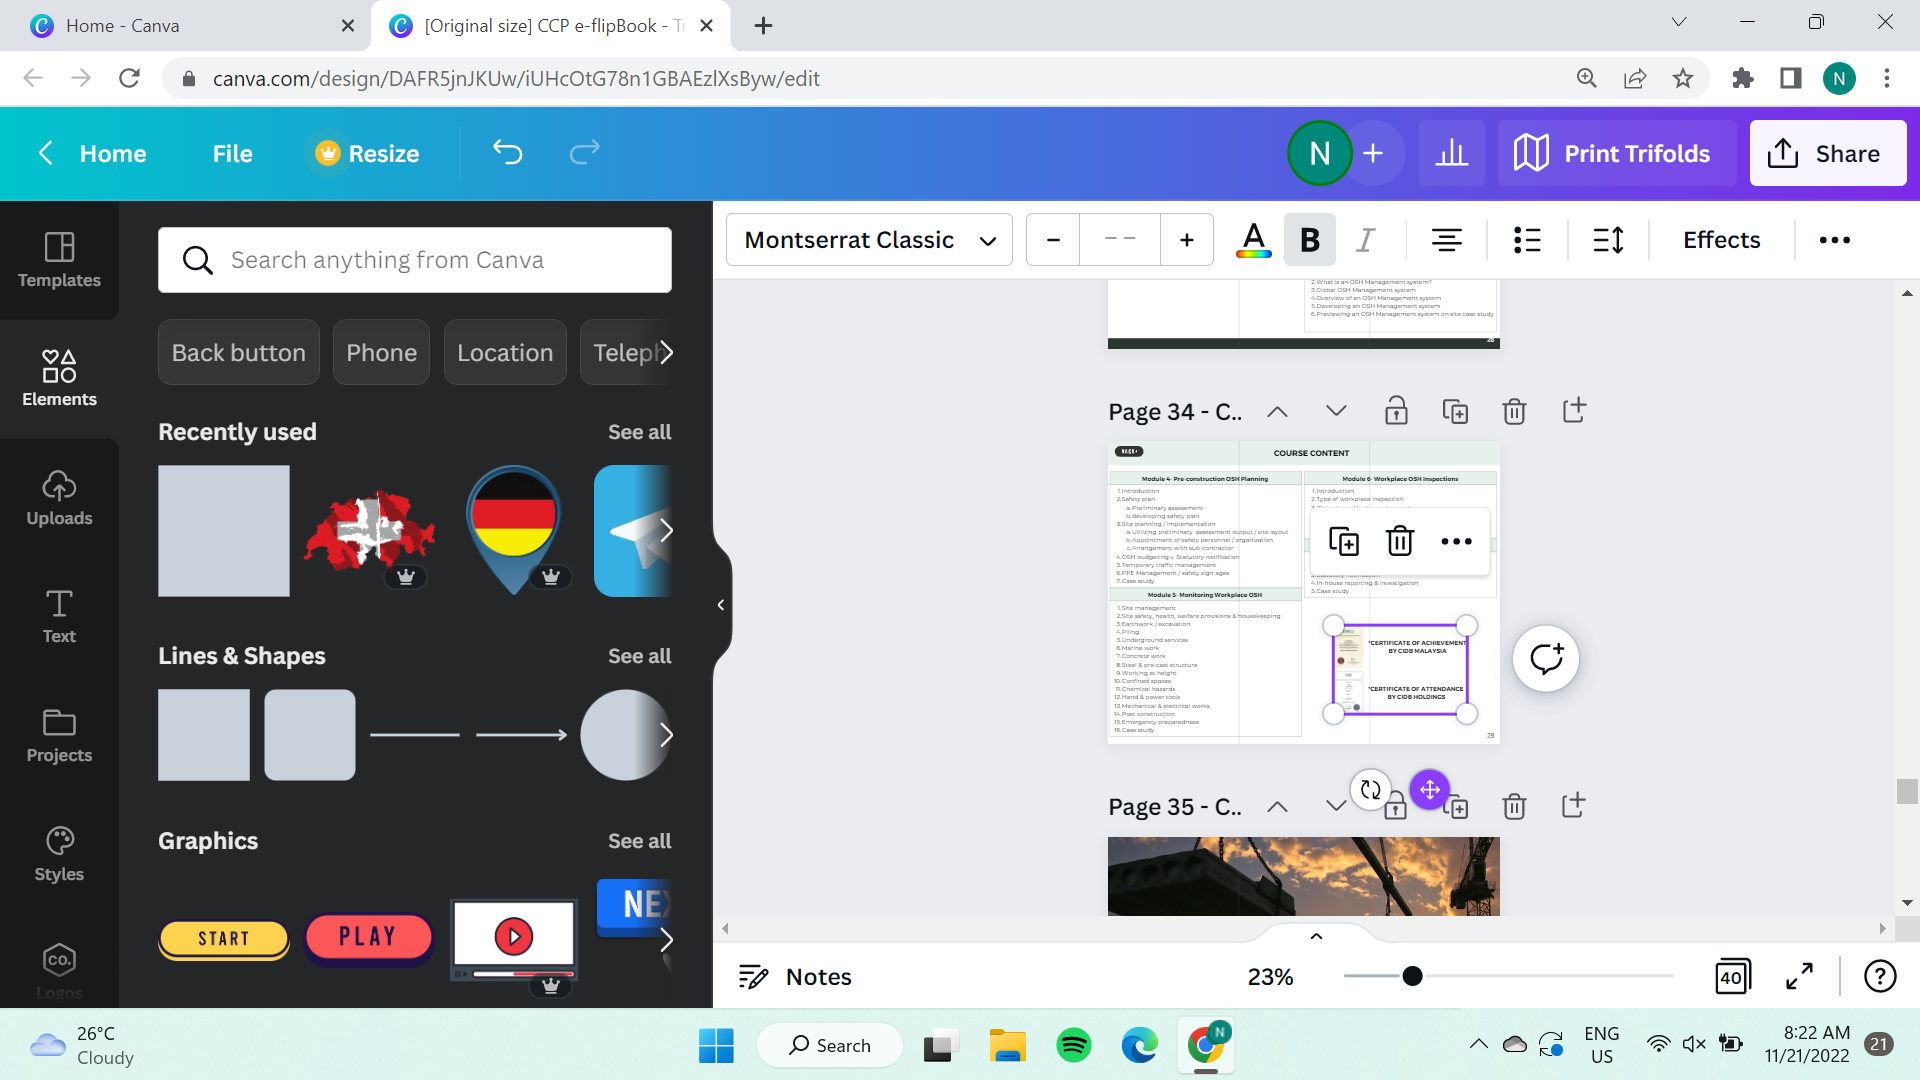 Home - Canva
[Original size] CCP e-flipBook - Tr
canva.com/design/DAFR5jnJKUw/iUHcOtG78n1GBAEzlXsByw/edit
N
Home
File
Resize
N
Print Trifolds
Share
Templates
Elements
Uploads
Text
Projects
Styles
CO.
Logos
Search anything from Canva
Back button
Phone
Location
Teleph
Recently used
See all
Lines & Shapes
See all
Graphics
See all
START
PLAY
NEX
Montserrat Classic
- –– +
A
B
I
Effects
2.What is an OSH Management system?
3.Global OSH Management system
4.Overview of an OSH Management system
5.Developing an OSH Management system
6.Previewing an OSH Management system on site case study
28
Page 34 - C..
BACK
COURSE CONTENT
Module 4- Pre-construction OSH Planning
1.Introduction
2.Safety plan
a.Preliminary assessment
b.developing safety plan
3.Site planning / implementation
a.Utilizing preliminary assessment output / site layout
b.Appointment of safety personnel / organization
c.Arrangement with sub-contractor
4.OSH budgeting v. Statutory notification
5.Temporary traffic management
6.PPE Management / safety sign ages
7.Case study
Module 5- Monitoring Workplace OSH
1.Site management
2.Site safety, health, welfare provisions & housekeeping
3.Earthwork / excavation
4.Piling
5.Underground services
6.Marine work
7.Concrete work
8.Steel & pre-cast structure
9.Working at height
10.Confined spaces
11.Chemical hazards
12.Hand & power tools
13.Mechanical & electrical works
14.Post construction
15.Emergency preparedness
16.Case study
Module 6- Workplace OSH Inspections
1.Introduction
2.Type of workplace inspection
4.In-house reporting & investigation
5.Case study
*CERTIFICATE OF ACHIEVEMENT
BY CIDB MALAYSIA
*CERTIFICATE OF ATTENDANCE
BY CIDB HOLDINGS
29
Page 35 - C..
Notes
23%
40
?
26°C
Cloudy
Search
N
ENG
US
8:22 AM
11/21/2022
21